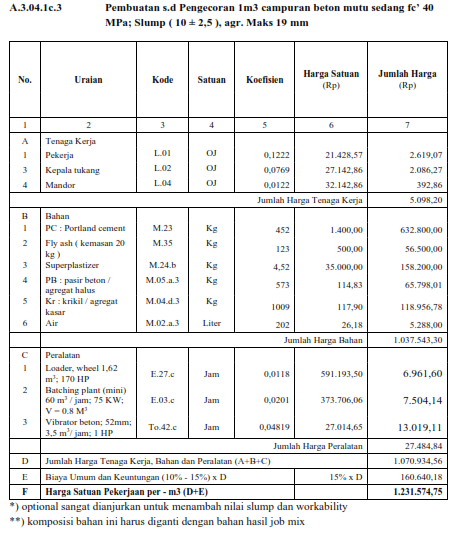 A.3.04.1c.3 Pembuatan s.d Pengecoran 1m3 campuran beton mutu sedang fc' 40
MPa; Slump ( 10 ± 2,5 ), agr. Maks 19 mm
No. Uraian Kode Satuan Koefisien Harga Satuan (Rp) Jumlah Harga (Rp)
1 2 3 4 5 6 7
A Tenaga Kerja
1 Pekerja L.01 OJ 0,1222 21.428,57 2.619,07
3 Kepala tukang L.02 OJ 0,0769 27.142,86 2.086,27
4 Mandor L.04 OJ 0,0122 32.142,86 392,86
Jumlah Harga Tenaga Kerja 5.098,20
B Bahan
1 PC : Portland cement M.23 Kg 452 1.400,00 632.800,00
2 Fly ash ( kemasan 20 M.35 Kg 123 500,00 56.500,00
kg )
3 Superplastizer M.24.b Kg 4,52 35.000,00 158.200,00
4 PB : pasir beton / M.05.a.3 Kg 573 114,83 65.798,01
agregat halus
5 Kr : krikil / agregat M.04.d.3 Kg 1009 117,90 118.956,78
kasar
6 Air M.02.a.3 Liter 202 26,18 5.288,00
Jumlah Harga Bahan 1.037.543,30
C Peralatan
1 Loader, wheel 1,62 E.27.c Jam 0,0118 591.193,50 6.961,60
m³; 170 HP
2 Batching plant (mini) E.03.c Jam 0,0201 373.706,06 7.504,14
60 m³ / jam; 75 KW;
V = 0.8 M³
3 Vibrator beton; 52mm; To.42.c Jam 0,04819 27.014,65 13.019,11
3,5 m³/ jam; 1 HP
Jumlah Harga Peralatan 27.484,84
D Jumlah Harga Tenaga Kerja, Bahan dan Peralatan (A+B+C) 1.070.934,56
E Biaya Umum dan Keuntungan (10% - 15%) x D 15% x D 160.640,18
F Harga Satuan Pekerjaan per - m3 (D+E) 1.231.574,75
*) optional sangat dianjurkan untuk menambah nilai slump dan workability
**) komposisi bahan ini harus diganti dengan bahan hasil job mix